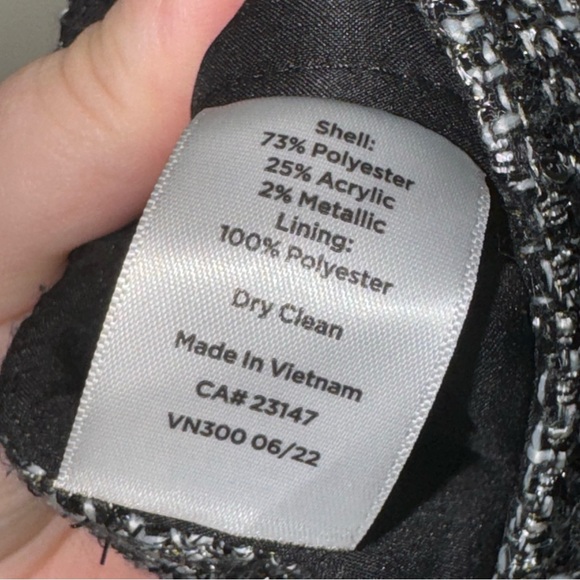 Shell:
73% Polyester
25% Acrylic
2% Metallic
Lining:
100% Polyester
Dry Clean
Made In Vietnam
CA# 23147
VN300 06/22